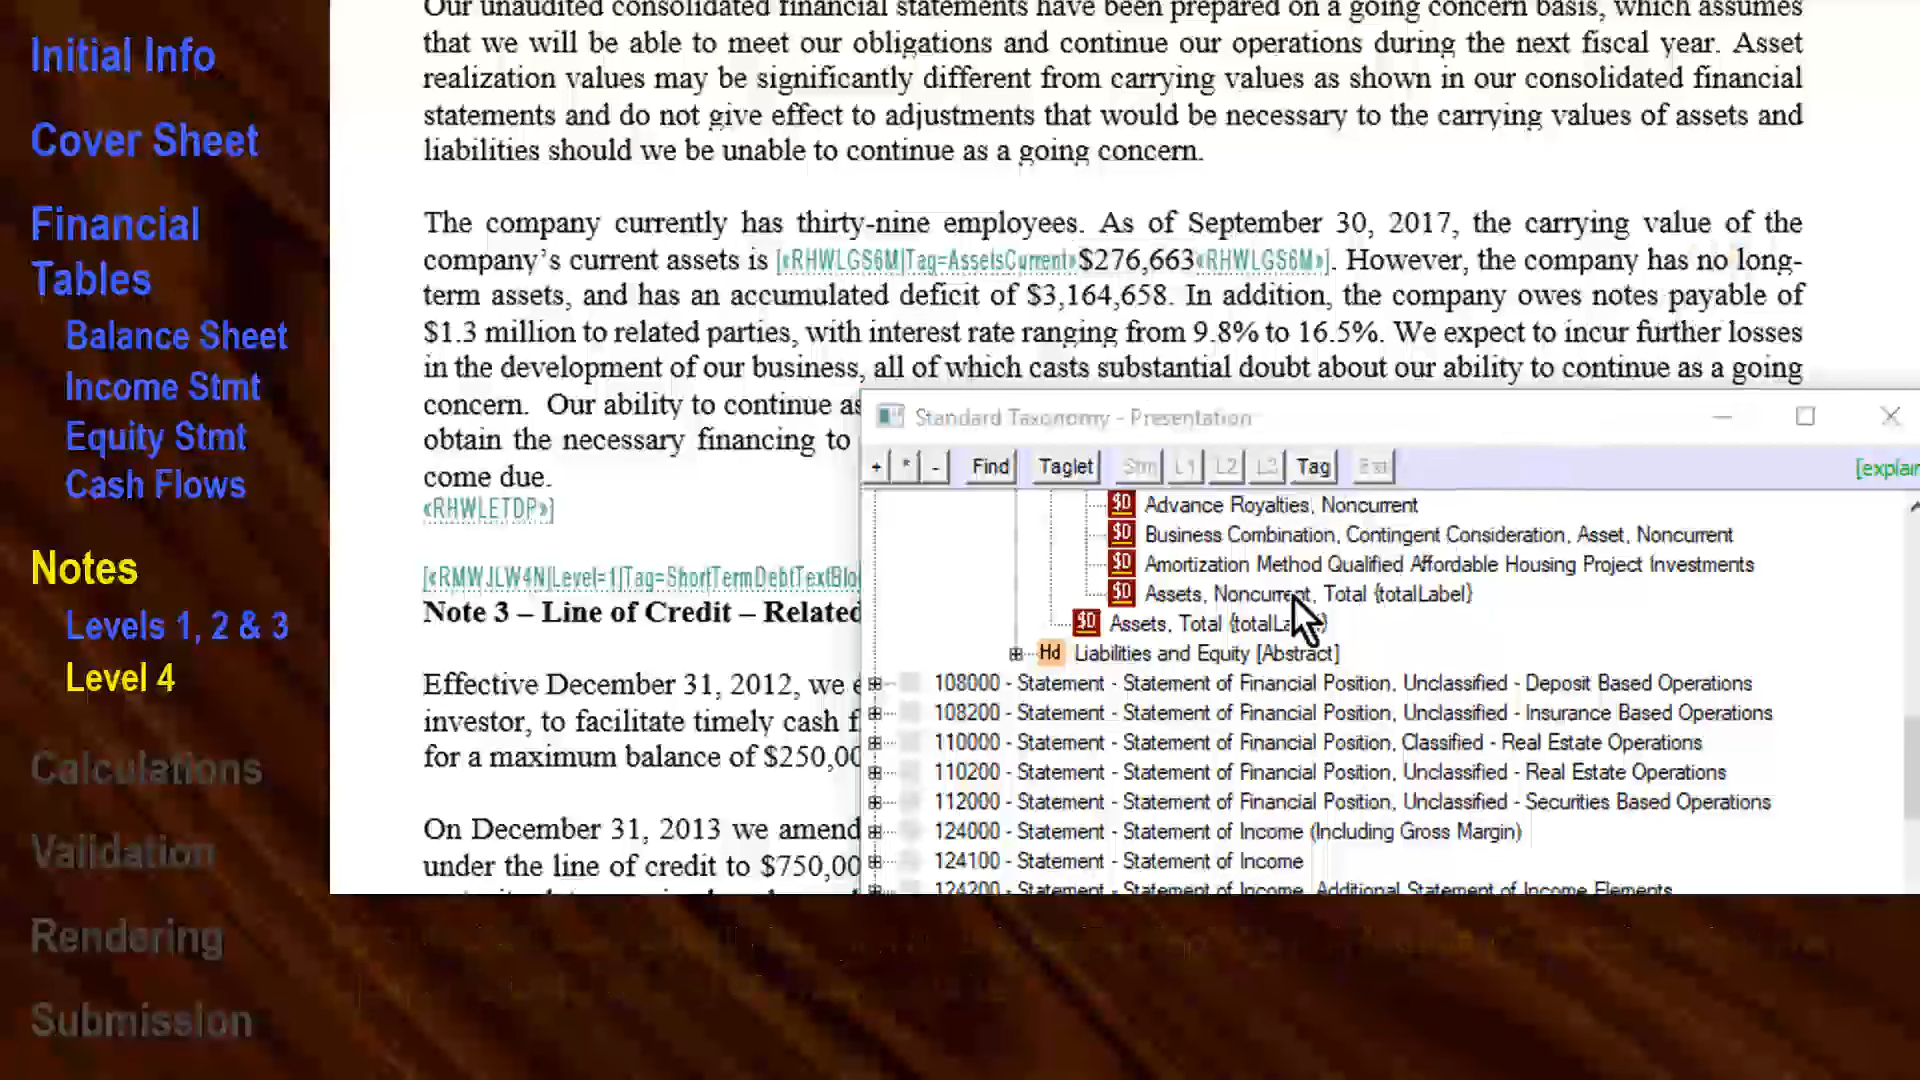 Initial Info
Cover Sheet
Financial
Tables
Balance Sheet
Income Stmt
Equity Stmt
Cash Flows
Notes
Levels 1, 2 & 3
Level 4
Calculations
Validation
Rendering
Submission
Our unaudited consolidated financial statements have been prepared on a going concern basis, which assumes
that we will be able to meet our obligations and continue our operations during the next fiscal year. Asset
realization values may be significantly different from carrying values as shown in our consolidated financial
statements and do not give effect to adjustments that would be necessary to the carrying values of assets and
liabilities should we be unable to continue as a going concern.
The company currently has thirty-nine employees. As of September 30, 2017, the carrying value of the
company's current assets is [«RHWLGS6M|Tag=AssetsCurrent»$276,663«RHWLGS6M»]. However, the company has no long-
term assets, and has an accumulated deficit of $3,164,658. In addition, the company owes notes payable of
$1.3 million to related parties, with interest rate ranging from 9.8% to 16.5%. We expect to incur further losses
in the development of our business, all of which casts substantial doubt about our ability to continue as a going
concern. Our ability to continue as
obtain the necessary financing to
come due.
«RHWLETDP»]
[«RMWJLW4N|Level=1|Tag=ShortTermDebtTextBlo
Note 3 – Line of Credit – Related
Effective December 31, 2012, we e
investor, to facilitate timely cash f
for a maximum balance of $250,00
On December 31, 2013 we amend
under the line of credit to $750,00
Standard Taxonomy - Presentation
+ * - Find Taglet Stm L1 L2 L3 Tag Ext [explain
$D Advance Royalties, Noncurrent
$D Business Combination, Contingent Consideration, Asset, Noncurrent
$D Amortization Method Qualified Affordable Housing Project Investments
$D Assets, Noncurrent, Total {totalLabel}
$D Assets, Total {totalLa
Hd Liabilities and Equity [Abstract]
108000 - Statement - Statement of Financial Position, Unclassified - Deposit Based Operations
108200 - Statement - Statement of Financial Position, Unclassified - Insurance Based Operations
110000 - Statement - Statement of Financial Position, Classified - Real Estate Operations
110200 - Statement - Statement of Financial Position, Unclassified - Real Estate Operations
112000 - Statement - Statement of Financial Position, Unclassified - Securities Based Operations
124000 - Statement - Statement of Income (Including Gross Margin)
124100 - Statement - Statement of Income
124200 - Statement - Statement of Income, Additional Statement of Income Elements